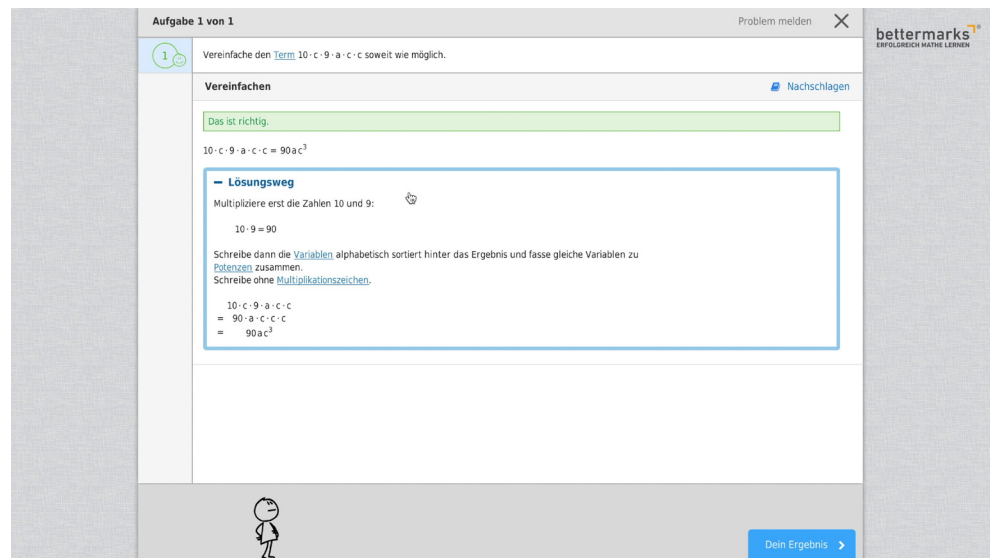 Aufgabe 1 von 1
Problem melden
bettermarks
ERFOLGREICH MATHE LERNEN
1
Vereinfache den Term 10·c·9·a·c·c soweit wie möglich.
Vereinfachen
Nachschlagen
Das ist richtig.
10·c·9·a·c·c = 90ac³
– Lösungsweg
Multipliziere erst die Zahlen 10 und 9:
10·9=90
Schreibe dann die Variablen alphabetisch sortiert hinter das Ergebnis und fasse gleiche Variablen zu
Potenzen zusammen.
Schreibe ohne Multiplikationszeichen.
10·c·9·a·c·c
= 90·a·c·c·c
= 90ac³
Dein Ergebnis